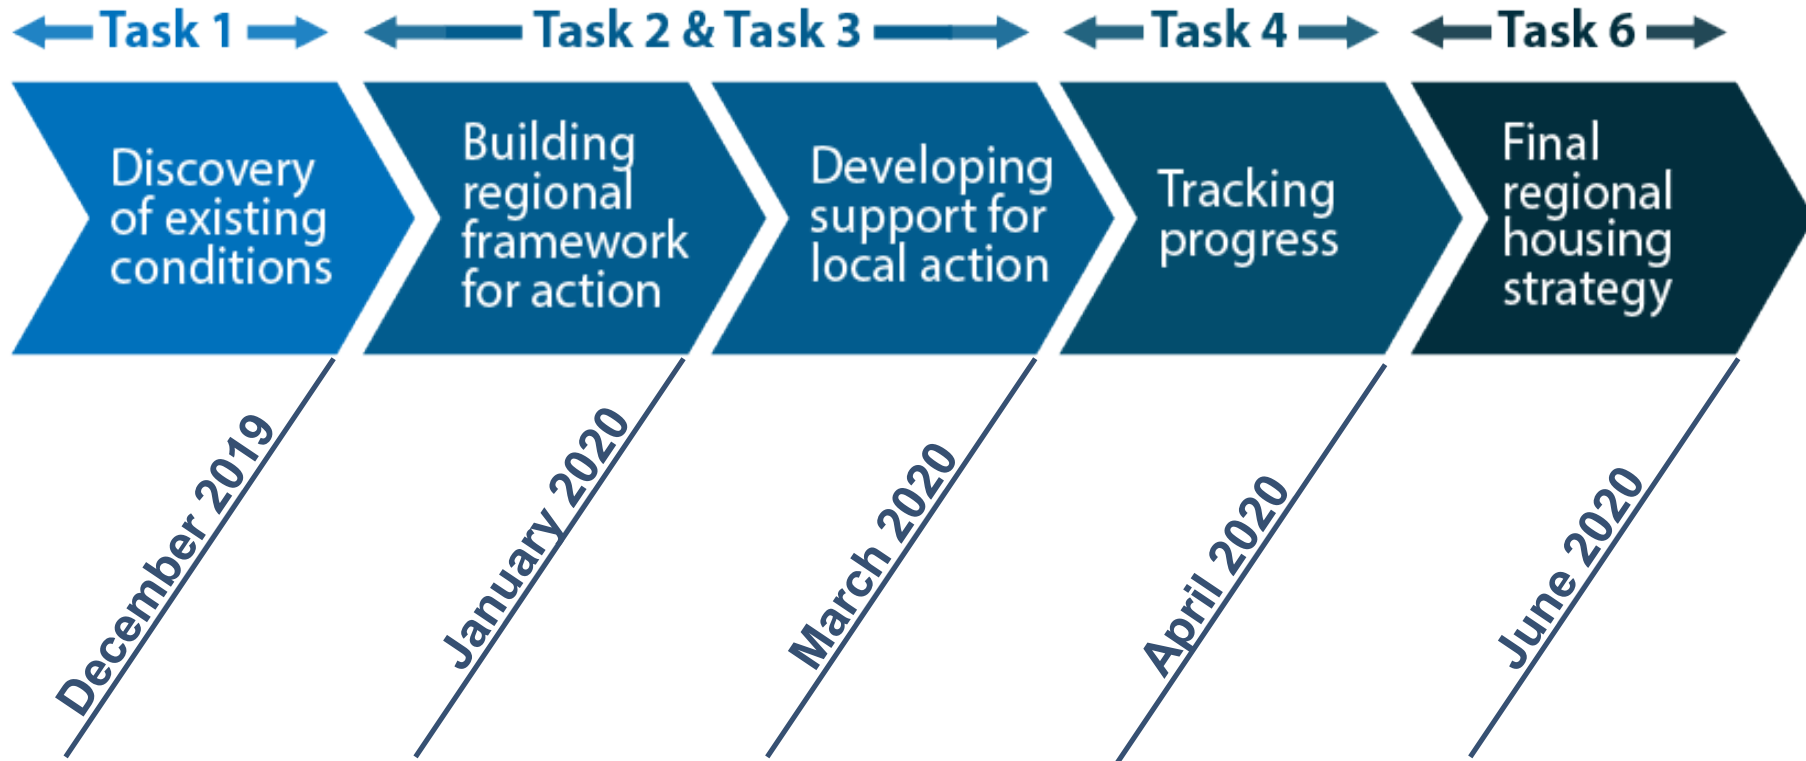 Task 1
Task 2 & Task 3
Task 4
Task 6
Discovery
of existing
conditions
Building
regional
framework
for action
Developing
support for
local action
Tracking
progress
Final
regional
housing
strategy
December 2019
January 2020
March 2020
April 2020
June 2020